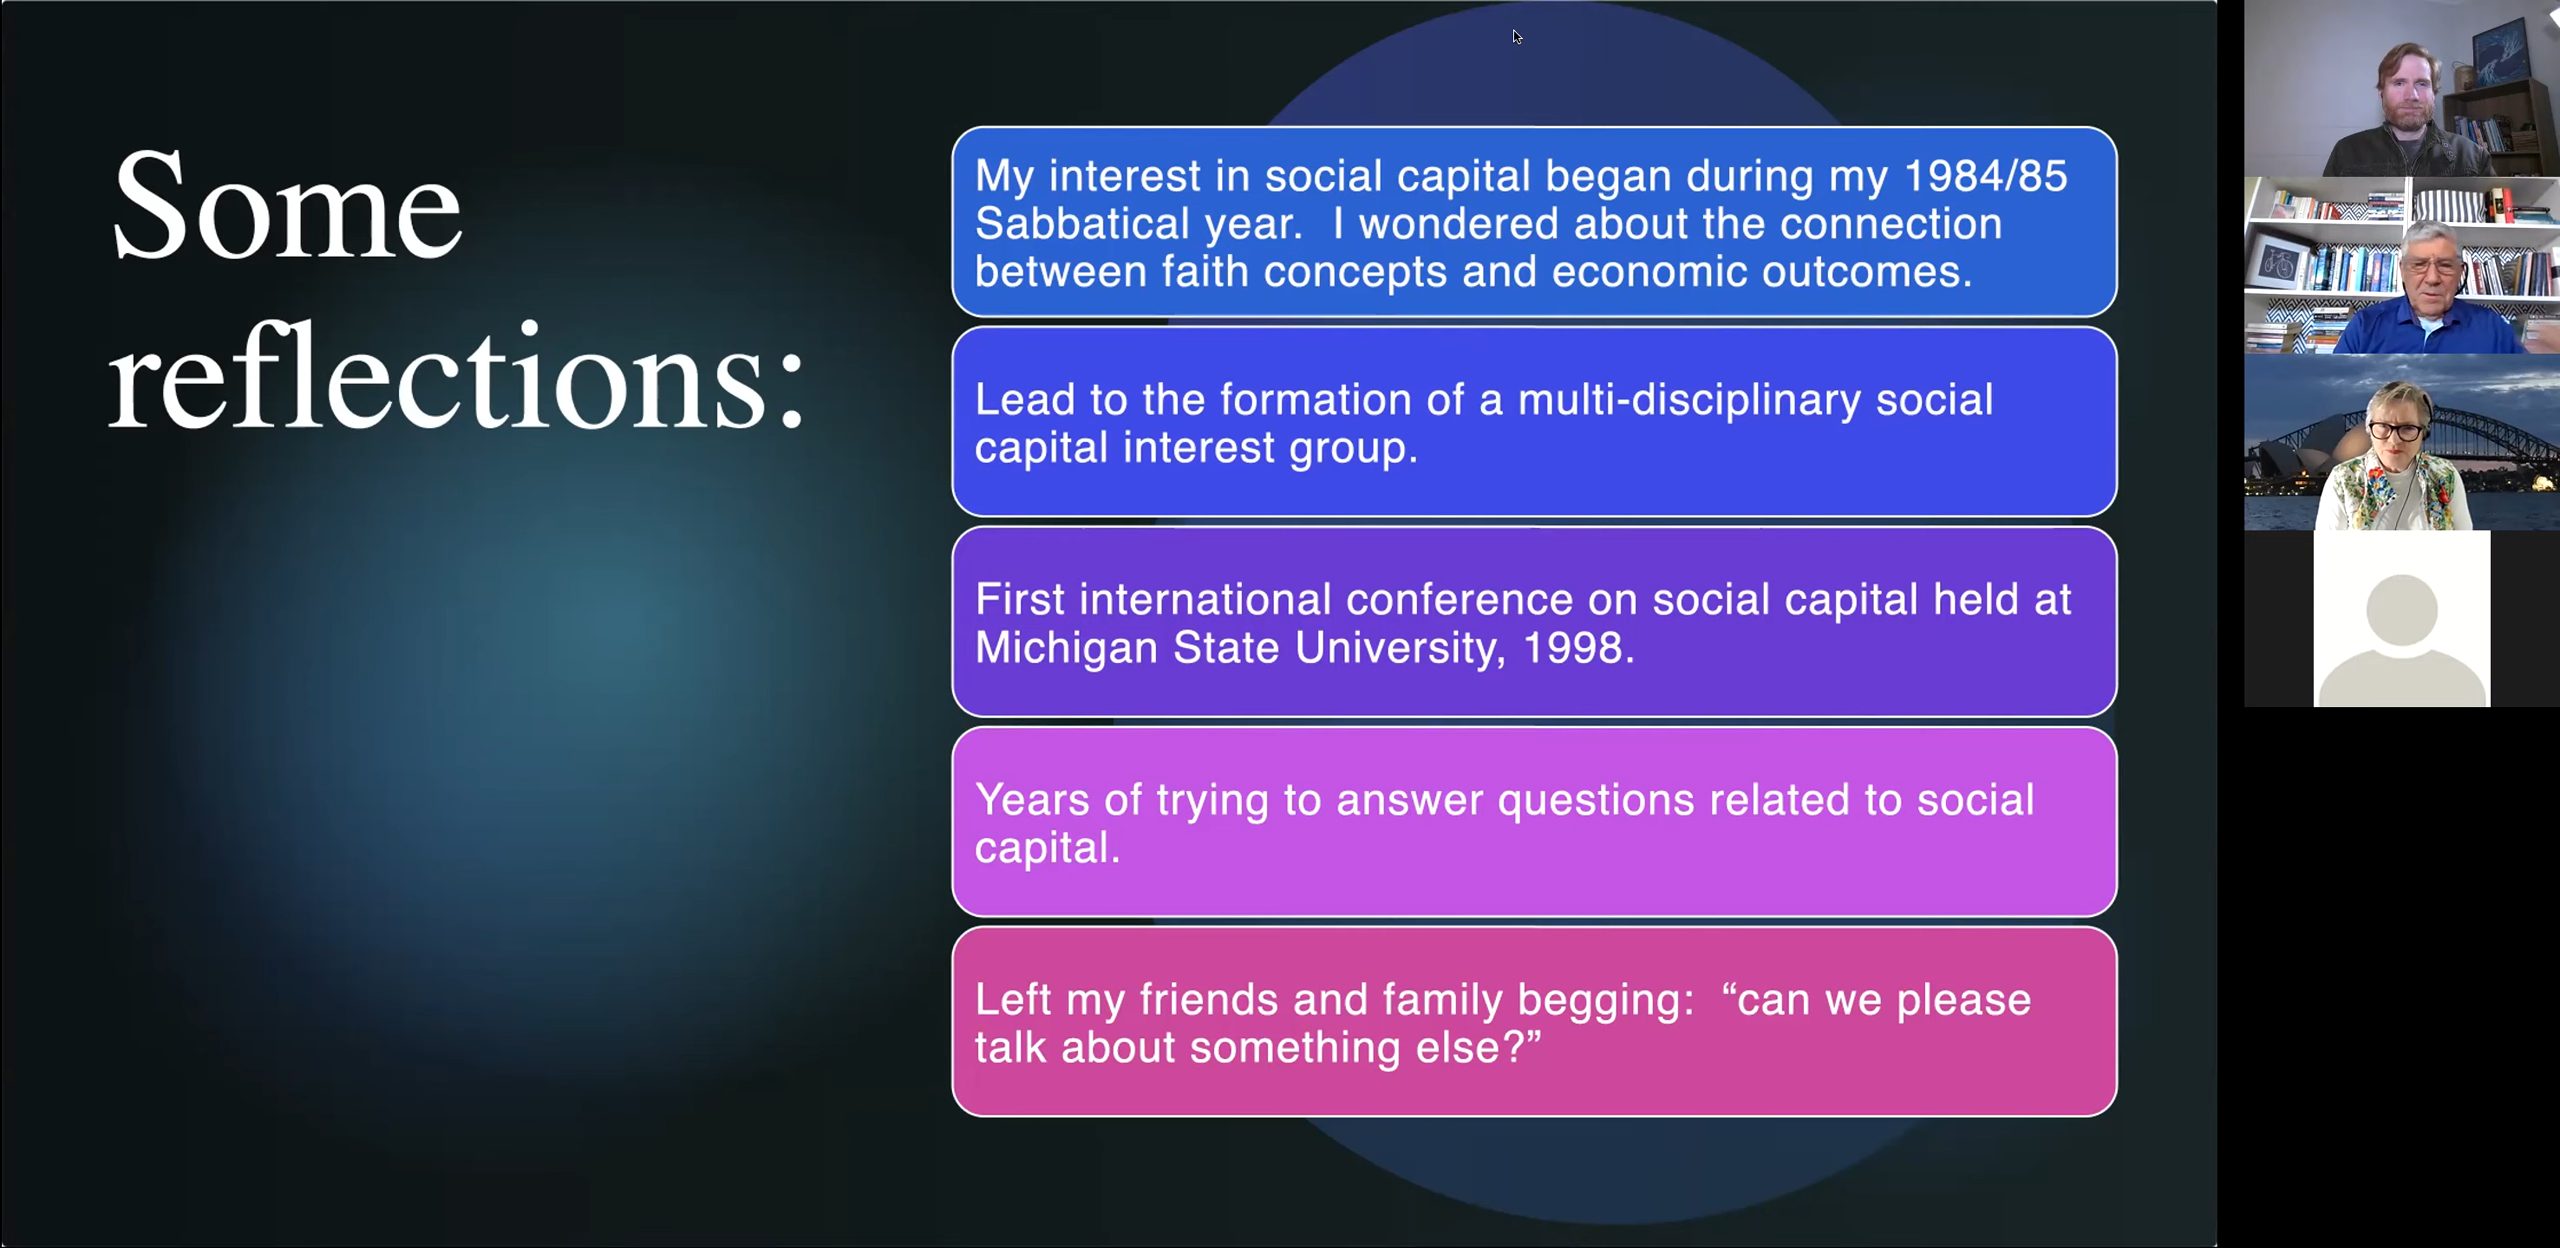 Some
reflections:
My interest in social capital began during my 1984/85
Sabbatical year.  I wondered about the connection
between faith concepts and economic outcomes.
Lead to the formation of a multi-disciplinary social
capital interest group.
First international conference on social capital held at
Michigan State University, 1998.
Years of trying to answer questions related to social
capital.
Left my friends and family begging:  “can we please
talk about something else?”